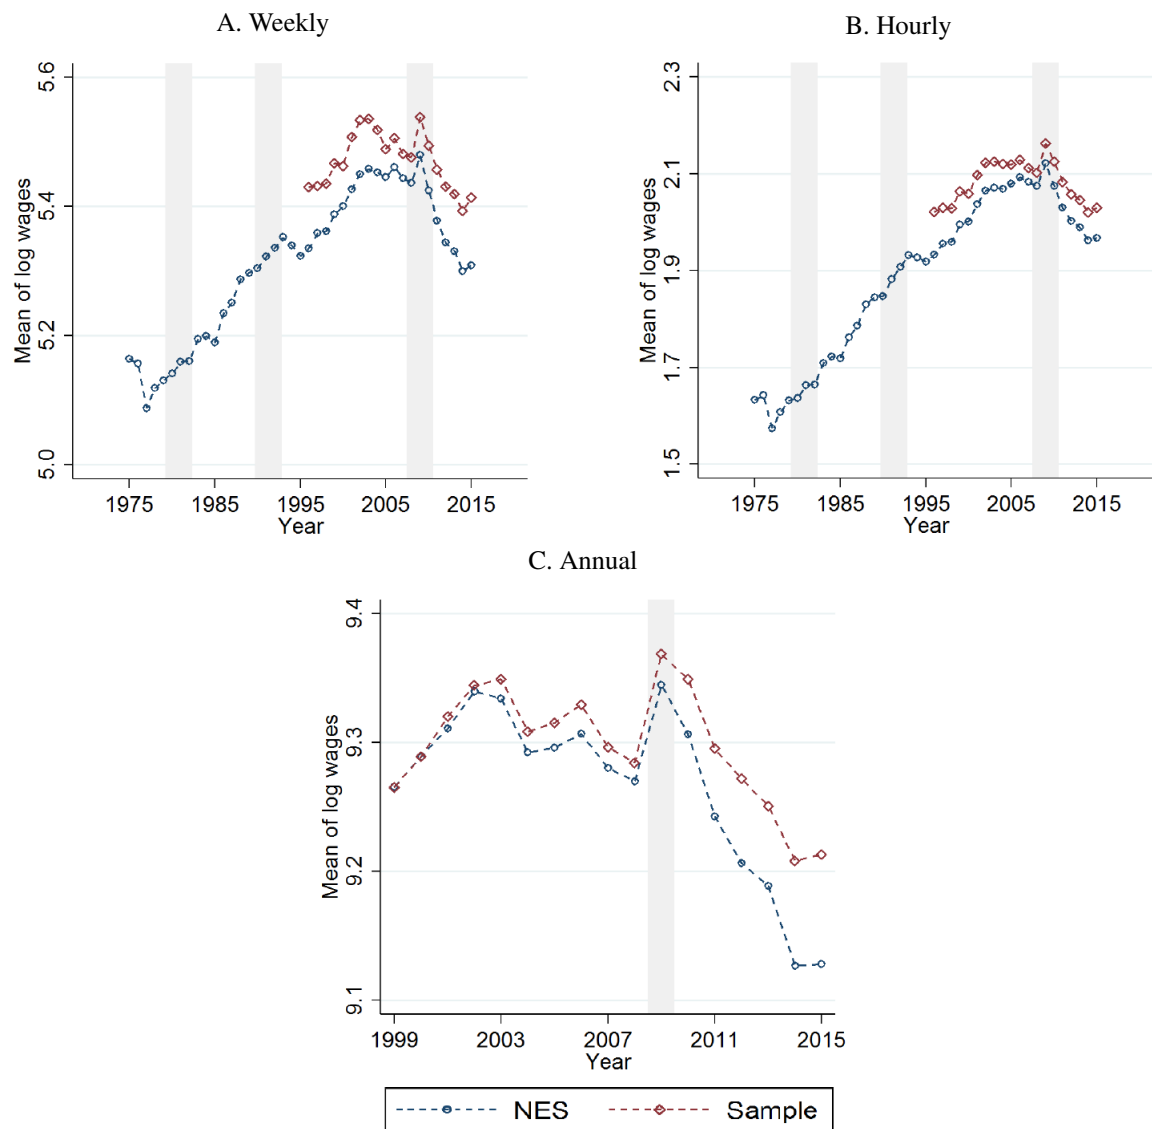 A. Weekly
Mean of log wages
5.6
5.4
5.2
5.0
1975 1985 1995 2005 2015
Year
B. Hourly
Mean of log wages
2.3
2.1
1.9
1.7
1.5
1975 1985 1995 2005 2015
Year
C. Annual
Mean of log wages
9.4
9.3
9.2
9.1
1999 2003 2007 2011 2015
Year
NES Sample